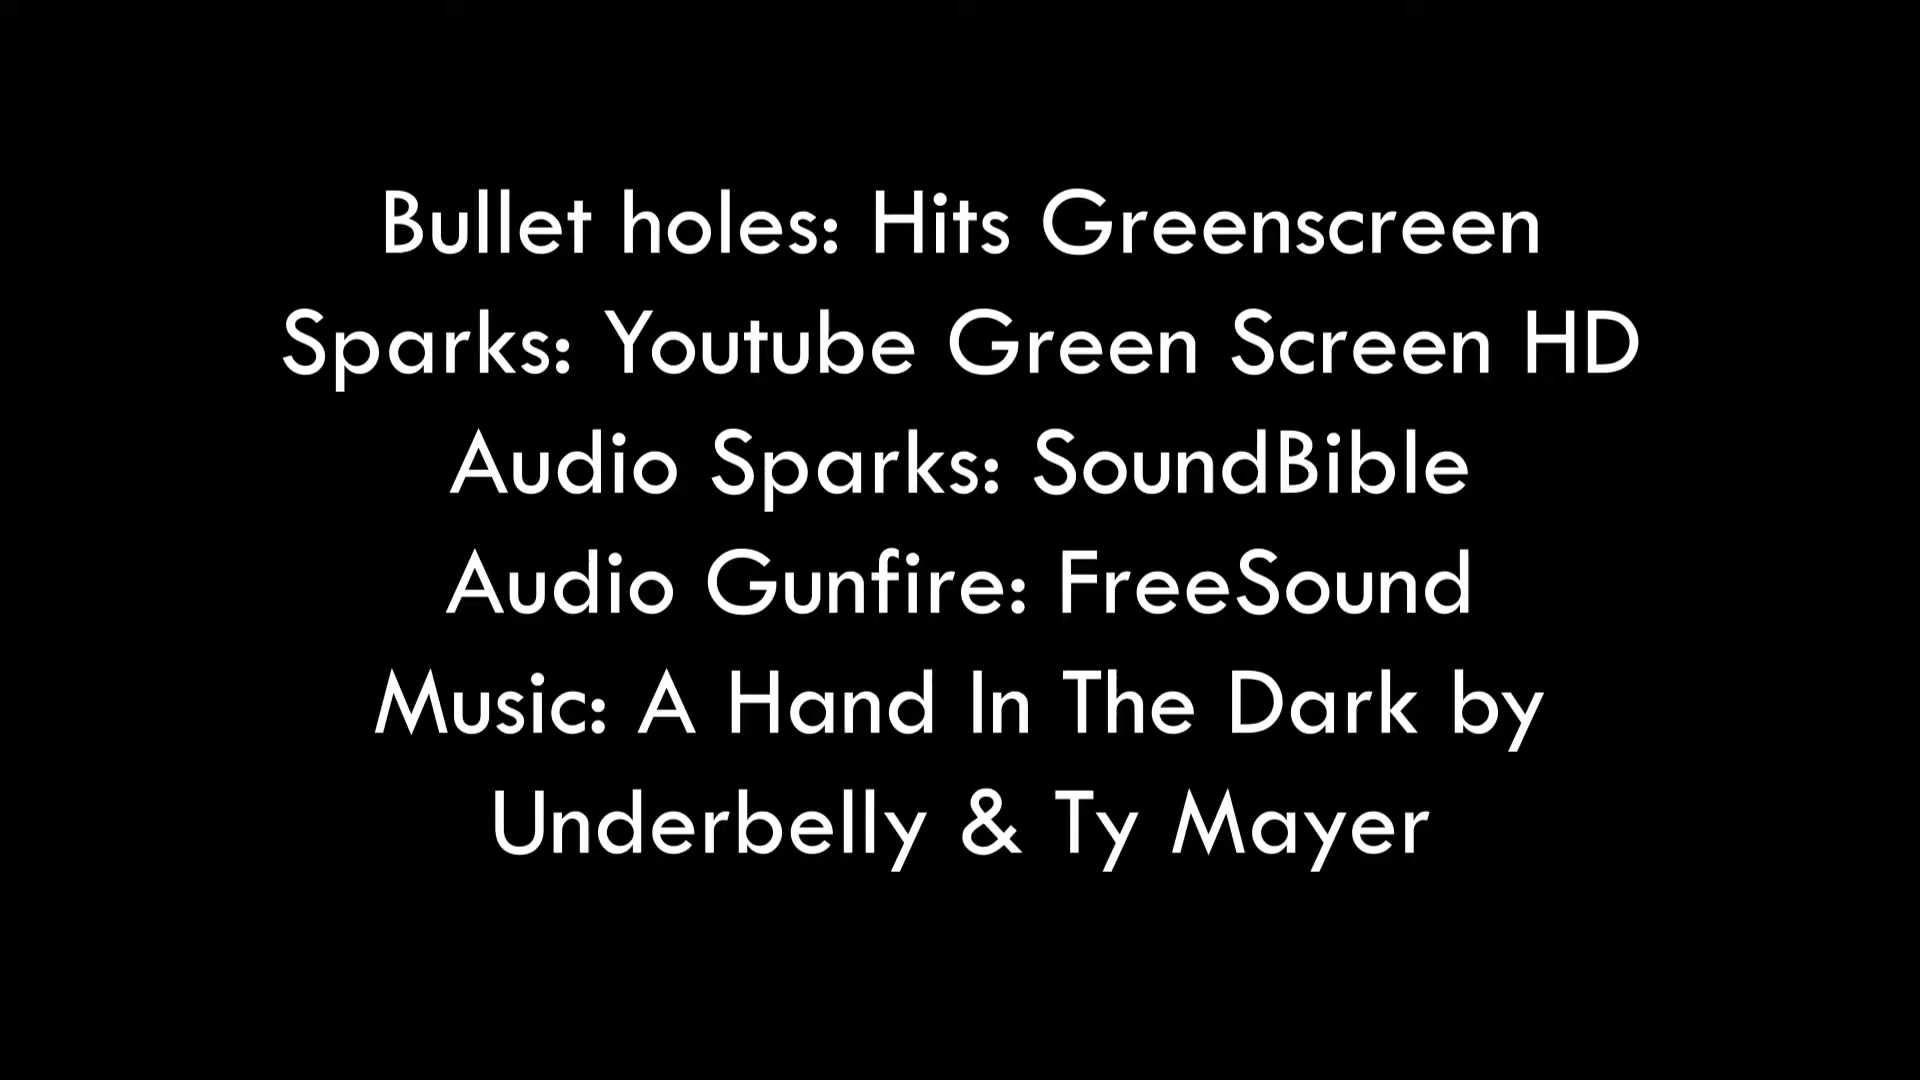 Bullet holes: Hits Greenscreen
Sparks: Youtube Green Screen HD
Audio Sparks: SoundBible
Audio Gunfire: FreeSound
Music: A Hand In The Dark by
Underbelly & Ty Mayer